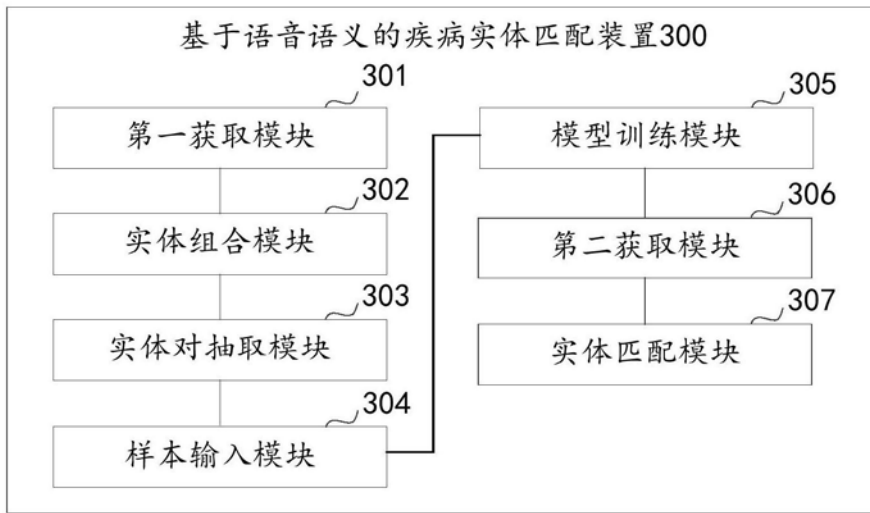 基于语音语义的疾病实体匹配装置300
301
第一获取模块
302
实体组合模块
303
实体对抽取模块
304
样本输入模块
305
模型训练模块
306
第二获取模块
307
实体匹配模块